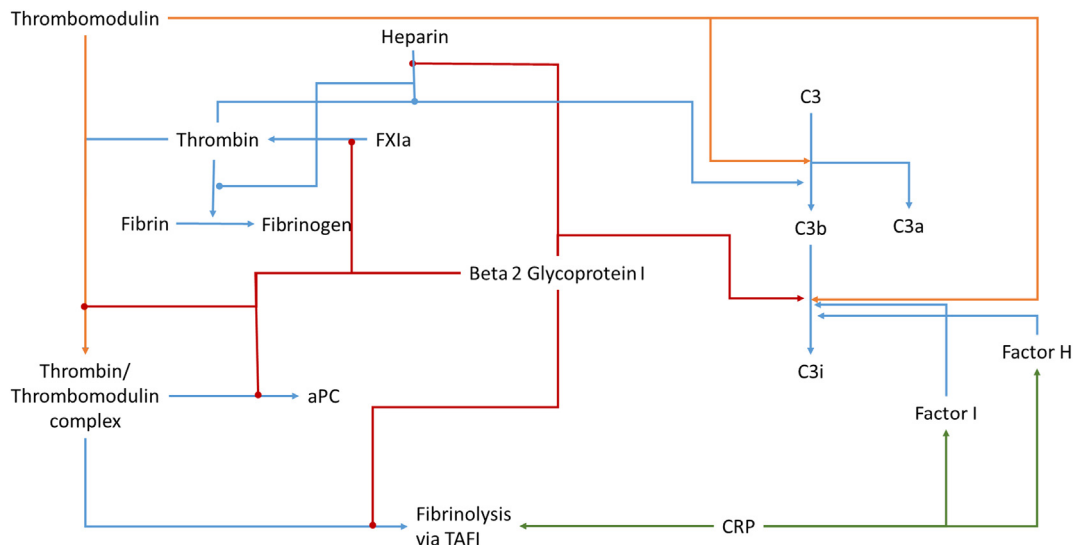 Thrombomodulin
Heparin
C3
Thrombin
FXIa
Fibrin
Fibrinogen
C3b
C3a
Beta 2 Glycoprotein I
Thrombin/
Thrombomodulin
complex
aPC
C3i
Factor H
Factor I
Fibrinolysis
via TAFI
CRP